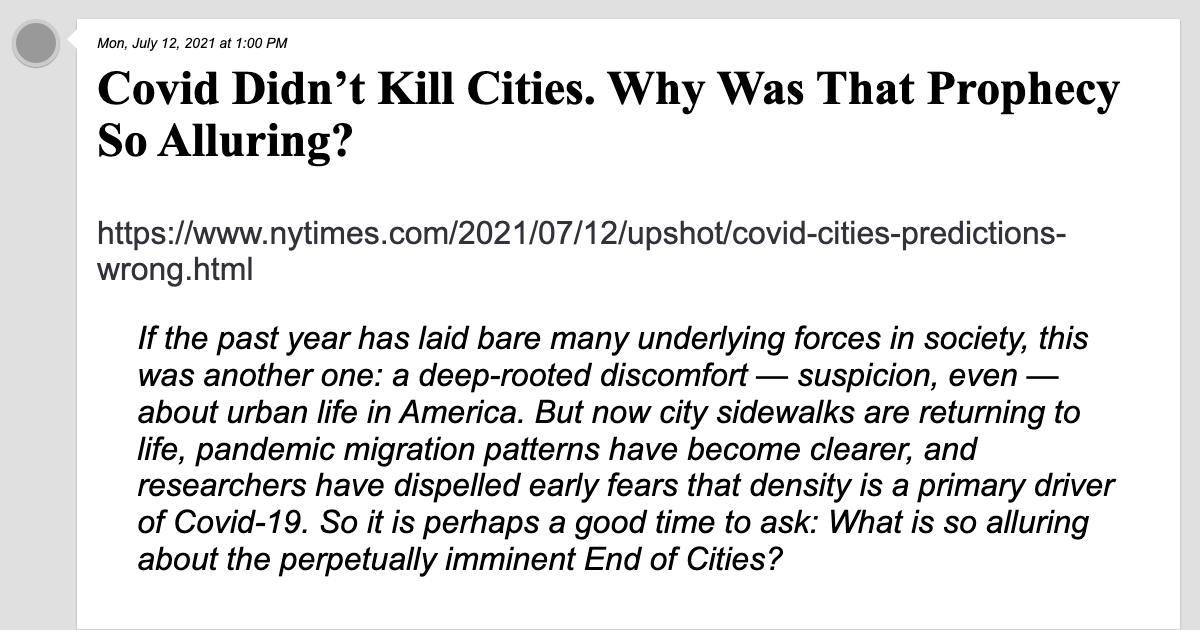 Mon, July 12, 2021 at 1:00 PM
Covid Didn’t Kill Cities. Why Was That Prophecy
So Alluring?
https://www.nytimes.com/2021/07/12/upshot/covid-cities-predictions-
wrong.html
If the past year has laid bare many underlying forces in society, this
was another one: a deep-rooted discomfort — suspicion, even —
about urban life in America. But now city sidewalks are returning to
life, pandemic migration patterns have become clearer, and
researchers have dispelled early fears that density is a primary driver
of Covid-19. So it is perhaps a good time to ask: What is so alluring
about the perpetually imminent End of Cities?